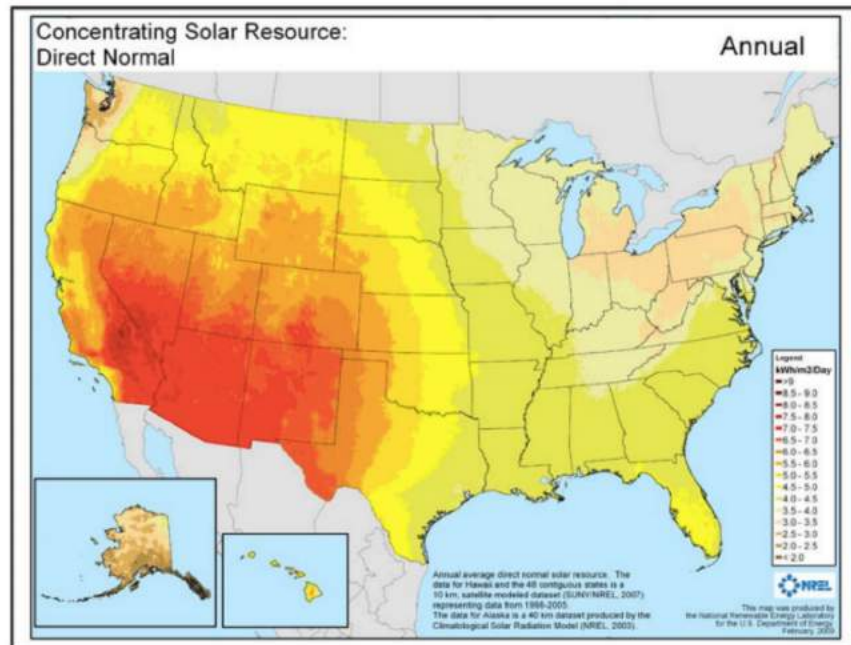 Concentrating Solar Resource:
Direct Normal
Annual
Legend
kWh/m2/Day
>9
8.5 - 9.0
8.0 - 8.5
7.5 - 8.0
7.0 - 7.5
6.5 - 7.0
6.0 - 6.5
5.5 - 6.0
5.0 - 5.5
4.5 - 5.0
4.0 - 4.5
3.5 - 4.0
3.0 - 3.5
2.5 - 3.0
2.0 - 2.5
< 2.0
Annual average direct normal solar resource. The
data for Hawaii and the 48 contiguous states is a
10 km, satellite modeled dataset (SUNY/NREL, 2007)
representing data from 1998-2005.
The data for Alaska is a 40 km dataset produced by the
Climatological Solar Radiation Model (NREL, 2003).
NREL
This map was produced by
the National Renewable Energy Laboratory
for the U.S. Department of Energy.
February, 2009